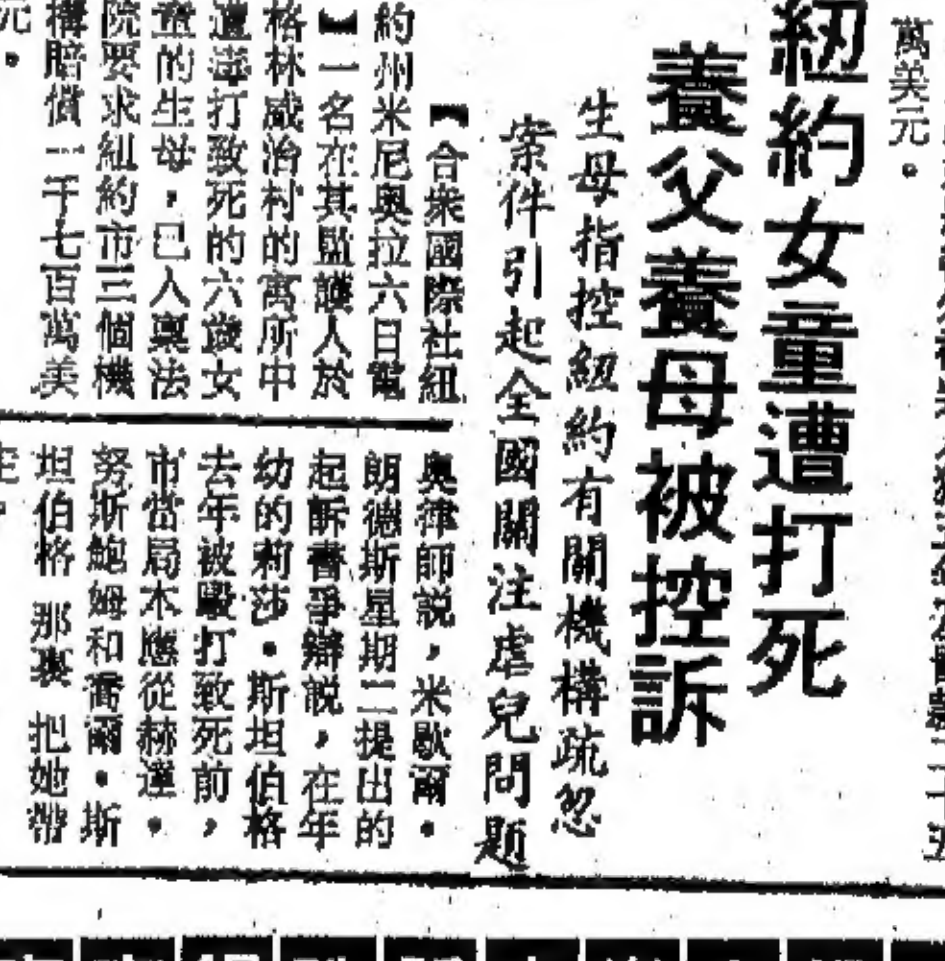 萬美元。
紐約女童遭打死
養父養母被控訴
生母指控紐約有關機構疏忽
案件引起全國關注虐兒問題
【合衆國際社紐
約州米尼奧拉六日電
】一名在其監護人於
格林威治村的寓所中
遭毒打致死的六歲女
童的生母，已入稟法
院要求紐約市三個機
構賠償一千七百萬美
元。
奧律師説，米歇爾·
朗德斯星期二提出的
起訴書爭辯説，在年
幼的莉莎·斯坦伯格
去年被毆打致死前，
市當局本應從赫達·
努斯鮑姆和喬爾·斯
坦伯格 那裏 把她帶
走，